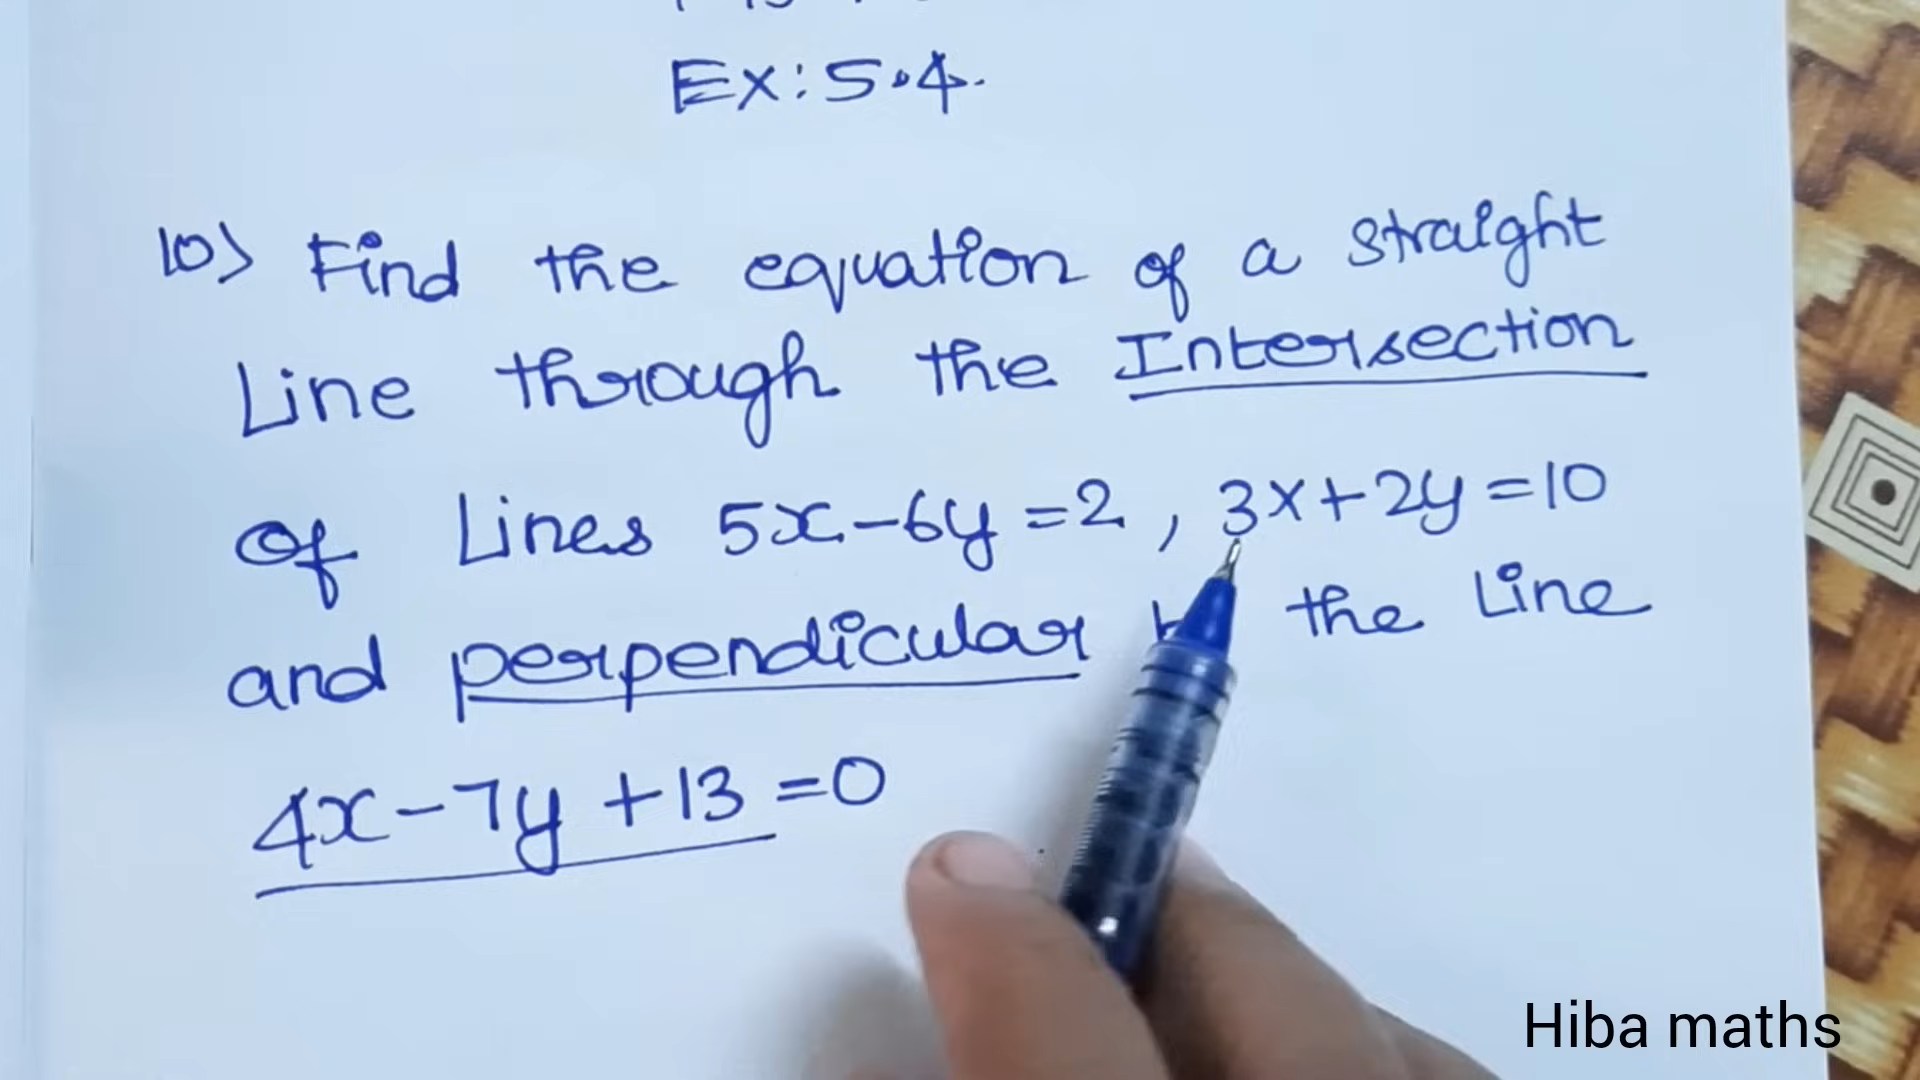 Ex: 5.4.
10) Find the equation of a straight
Line through the Intersection
of Lines 5x-6y=2, 3x+2y=10
and perpendicular the Line
4x-7y+13=0
Hiba maths